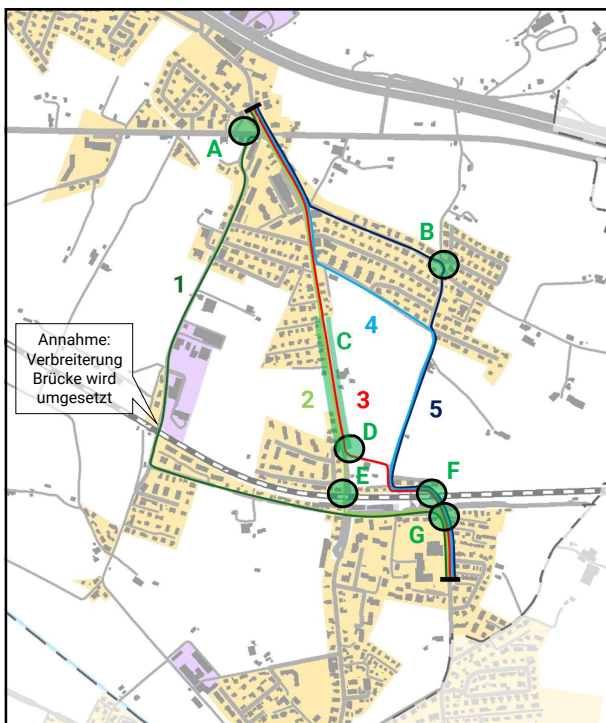 A
B
1
4
C
Annahme:
Verbreiterung
Brücke wird
umgesetzt
2
3
5
D
E
F
G